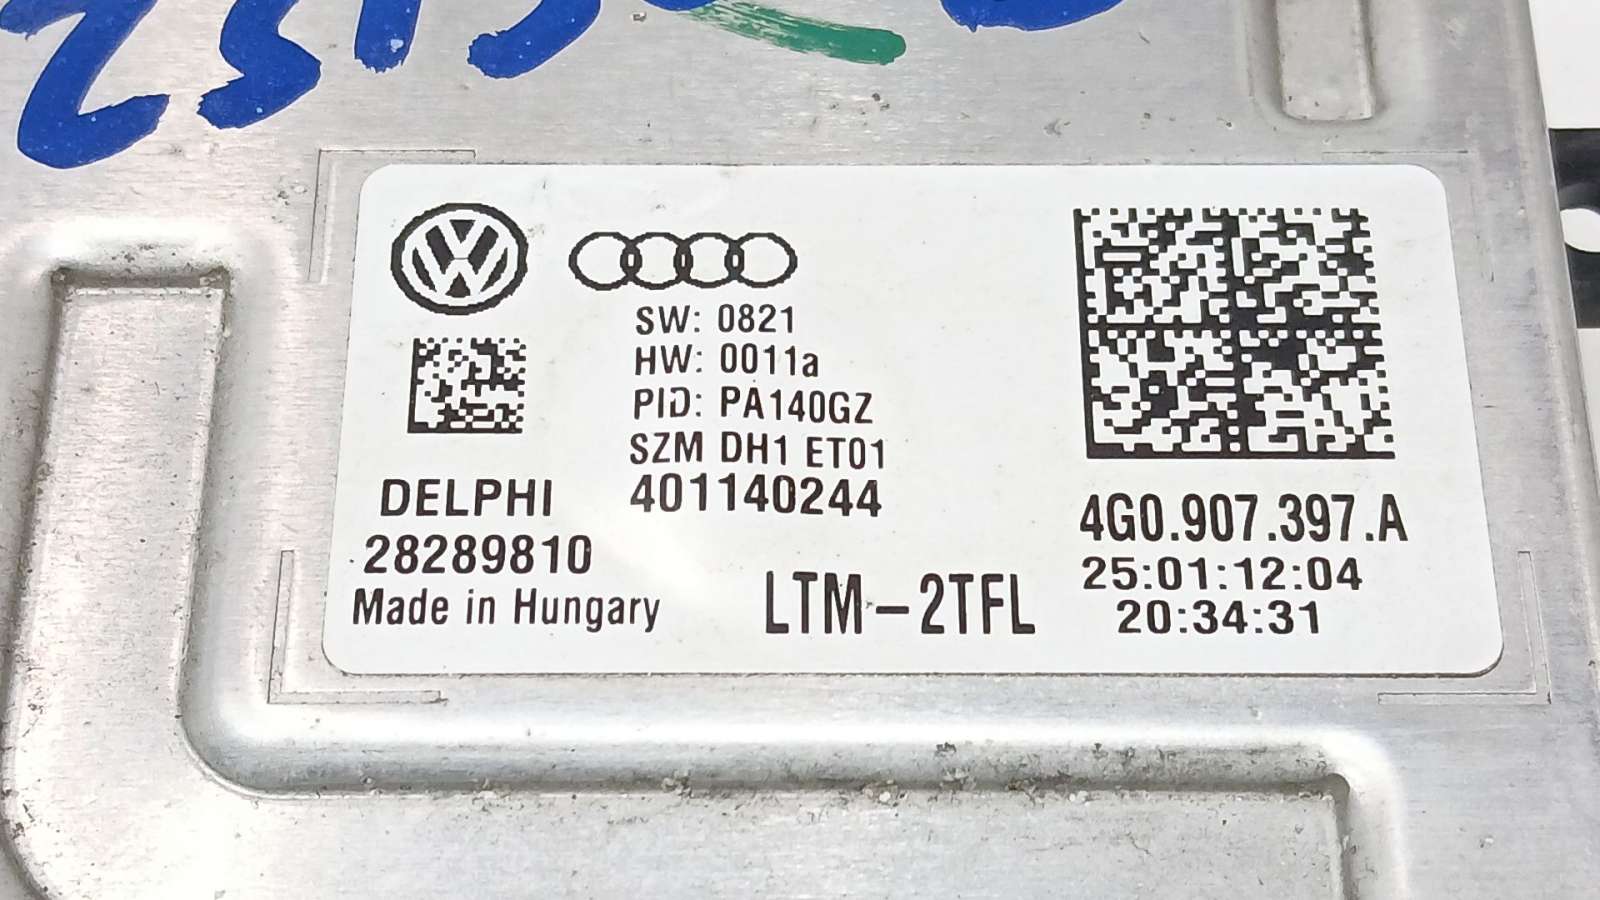 SW: 0821
HW: 0011a
PID: PA140GZ
SZM DH1 ET01
401140244
DELPHI
28289810
Made in Hungary
LTM-2TFL
4G0.907.397.A
25:01:12:04
20:34:31